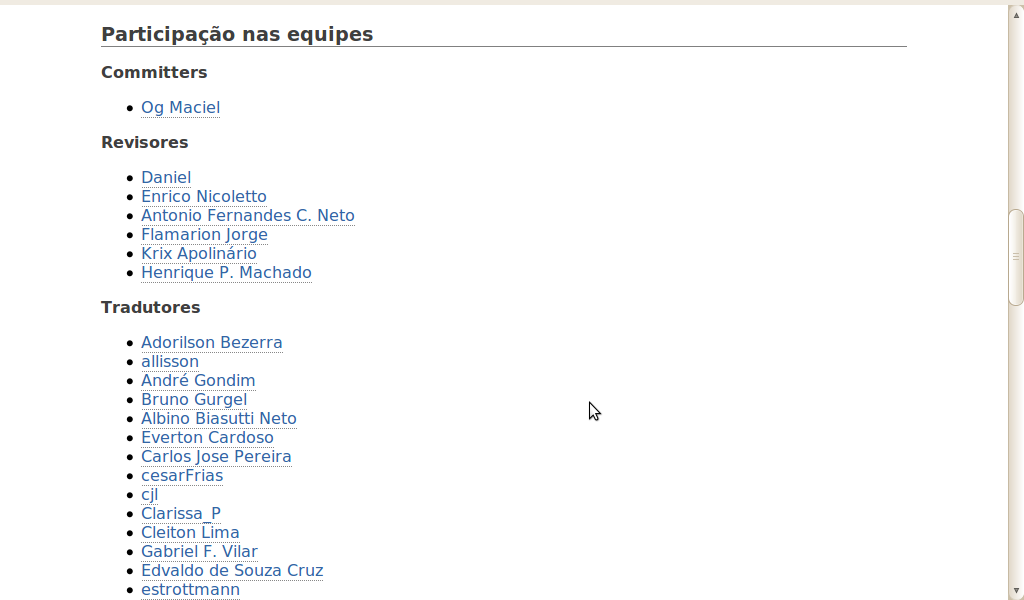 Participação nas equipes
Committers
Og Maciel
Revisores
Daniel
Enrico Nicoletto
Antonio Fernandes C. Neto
Flamarion Jorge
Krix Apolinário
Henrique P. Machado
Tradutores
Adorilson Bezerra
allisson
André Gondim
Bruno Gurgel
Albino Biasutti Neto
Everton Cardoso
Carlos Jose Pereira
cesarFrias
cjl
Clarissa_P
Cleiton Lima
Gabriel F. Vilar
Edvaldo de Souza Cruz
estrottmann